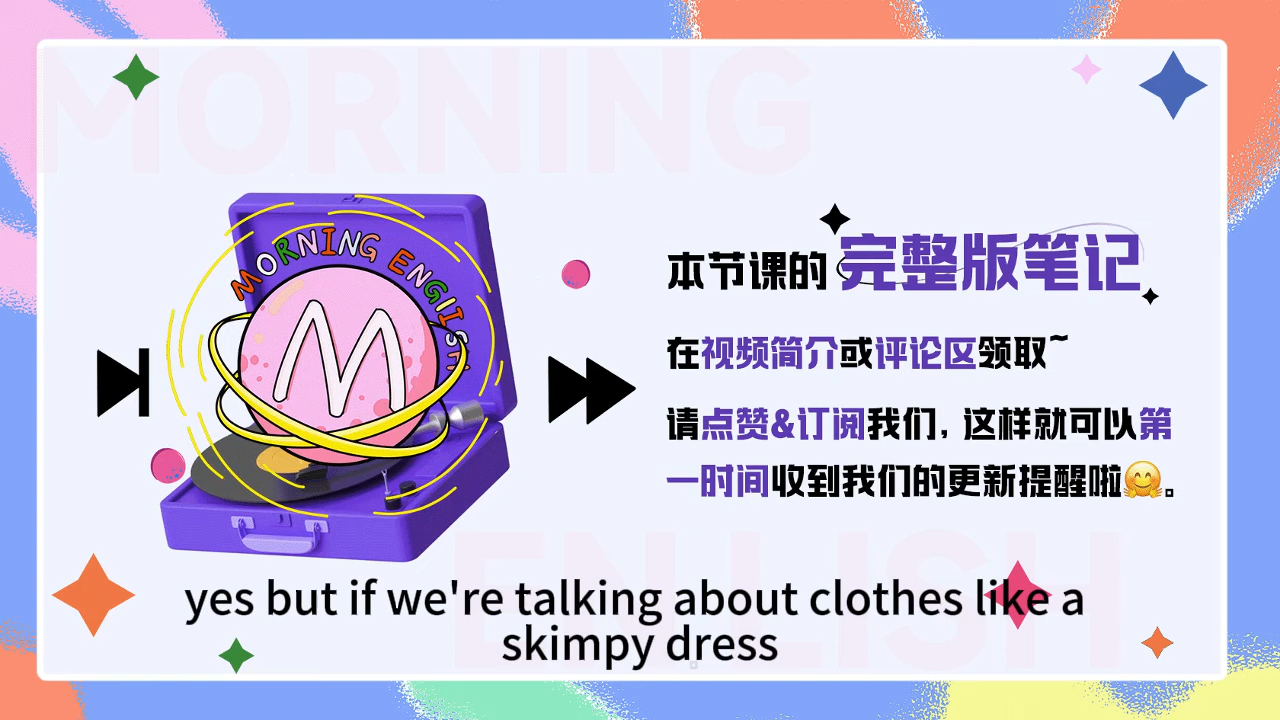 MORNING
MORNING ENGLISH
M
本节课的完整版笔记
在视频简介或评论区领取~
请点赞&订阅我们，这样就可以第
一时间收到我们的更新提醒啦🤗。
EN LISH
yes but if we're talking about clothes like a
skimpy dress